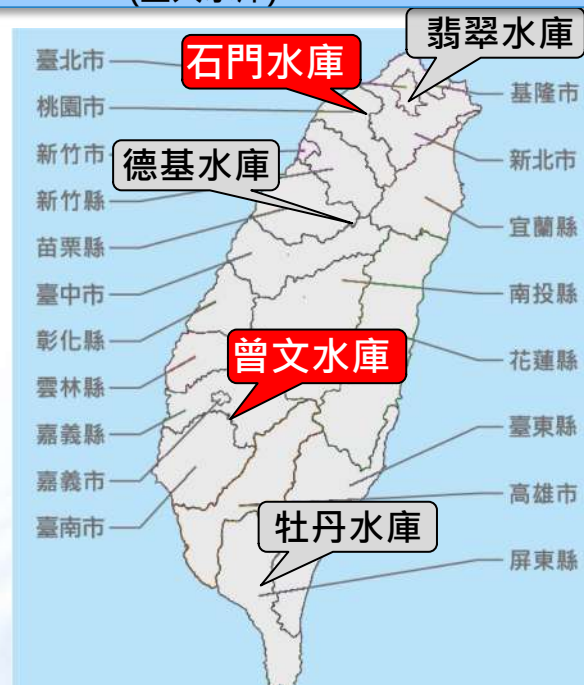 翡翠水庫
石門水庫
德基水庫
曾文水庫
牡丹水庫
臺北市
桃園市
新竹市
新竹縣
苗栗縣
臺中市
彰化縣
雲林縣
嘉義縣
嘉義市
臺南市
基隆市
新北市
宜蘭縣
南投縣
花蓮縣
臺東縣
高雄市
屏東縣